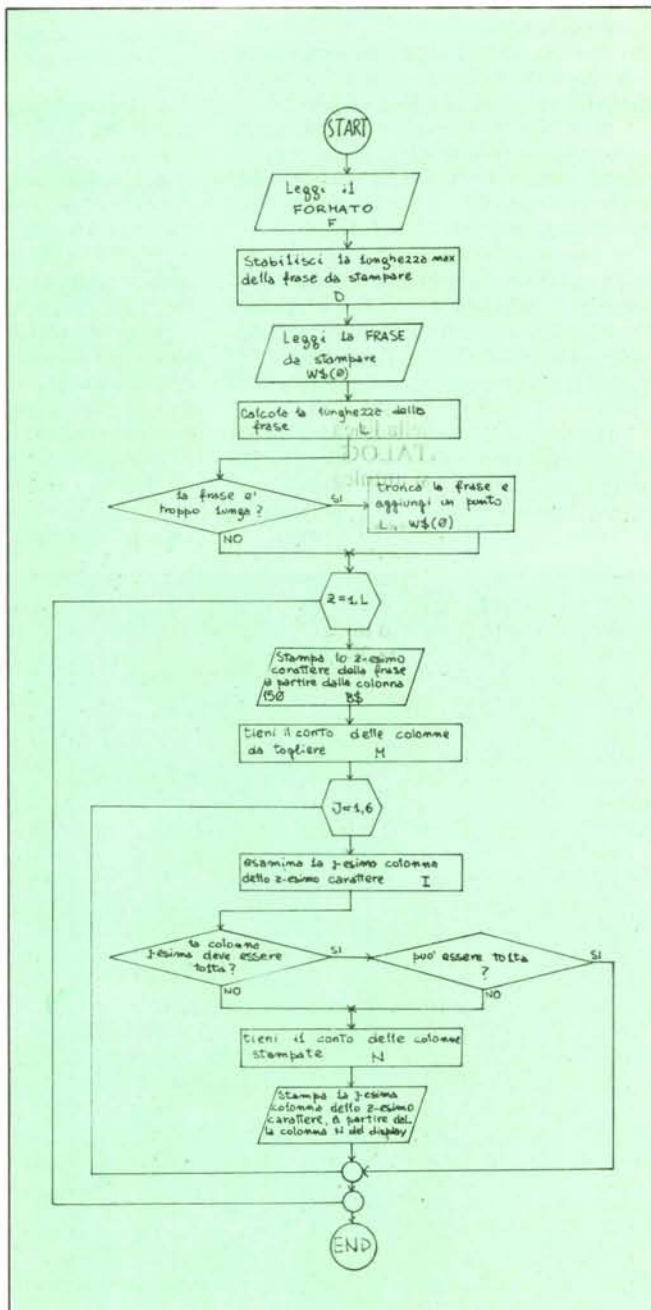 START
Leggi il
FORMATO
F
Stabilisci la lunghezza max
della frase da stampare
D
Leggi la FRASE
da stampare
W$(0)
Calcola la lunghezza della
frase L
la frase e'
troppo lunga?
SI
NO
tronca la frase e
aggiungi un punto
L, W$(0)
Z=1,L
Stampa lo z-esimo
carattere della frase
a partire dalla colonna
150 B$
tieni il conto delle colonne
da togliere M
J=1,6
esamina la j-esima colonna
dello z-esimo carattere I
la colonna
j-esima deve essere
tolta?
SI
NO
puo' essere tolta
?
SI
NO
tieni il conto delle colonne
stampate N
Stampa la j-esima
colonna dello z-esimo
carattere, a partire dal
la colonna N del display
END